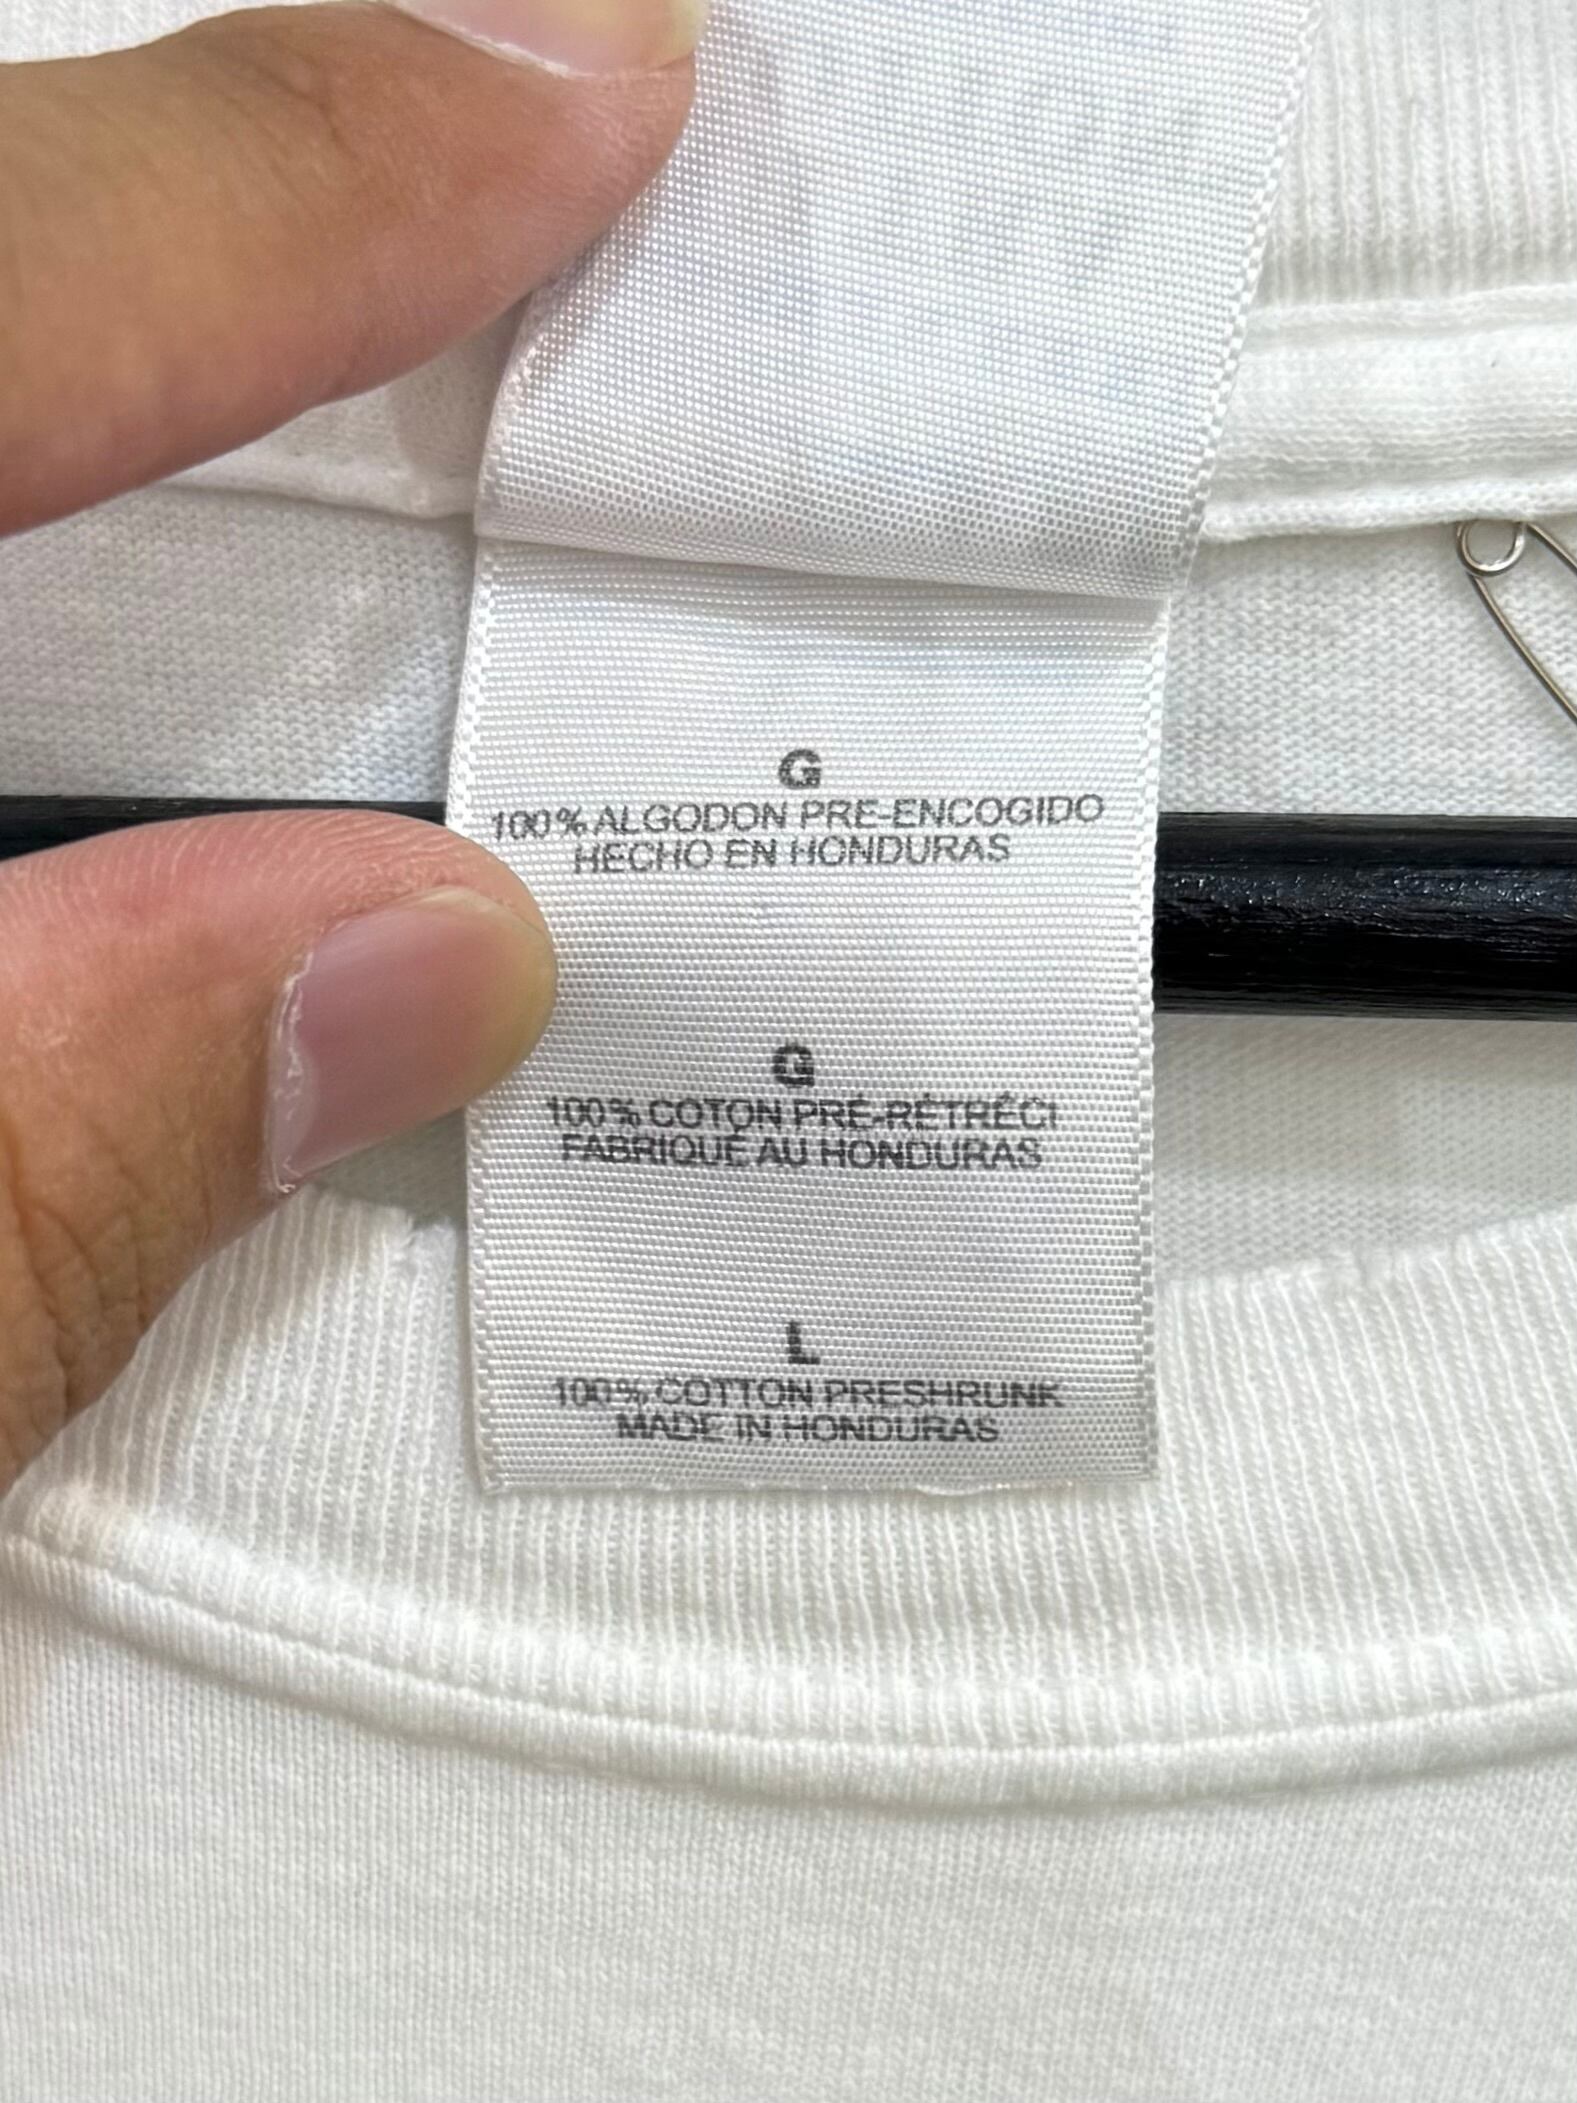 G
100% ALGODON PRE-ENCOGIDO
HECHO EN HONDURAS
G
100% COTON PRÉ-RÉTRÉCI
FABRIQUÉ AU HONDURAS
L
100% COTTON PRESHRUNK
MADE IN HONDURAS